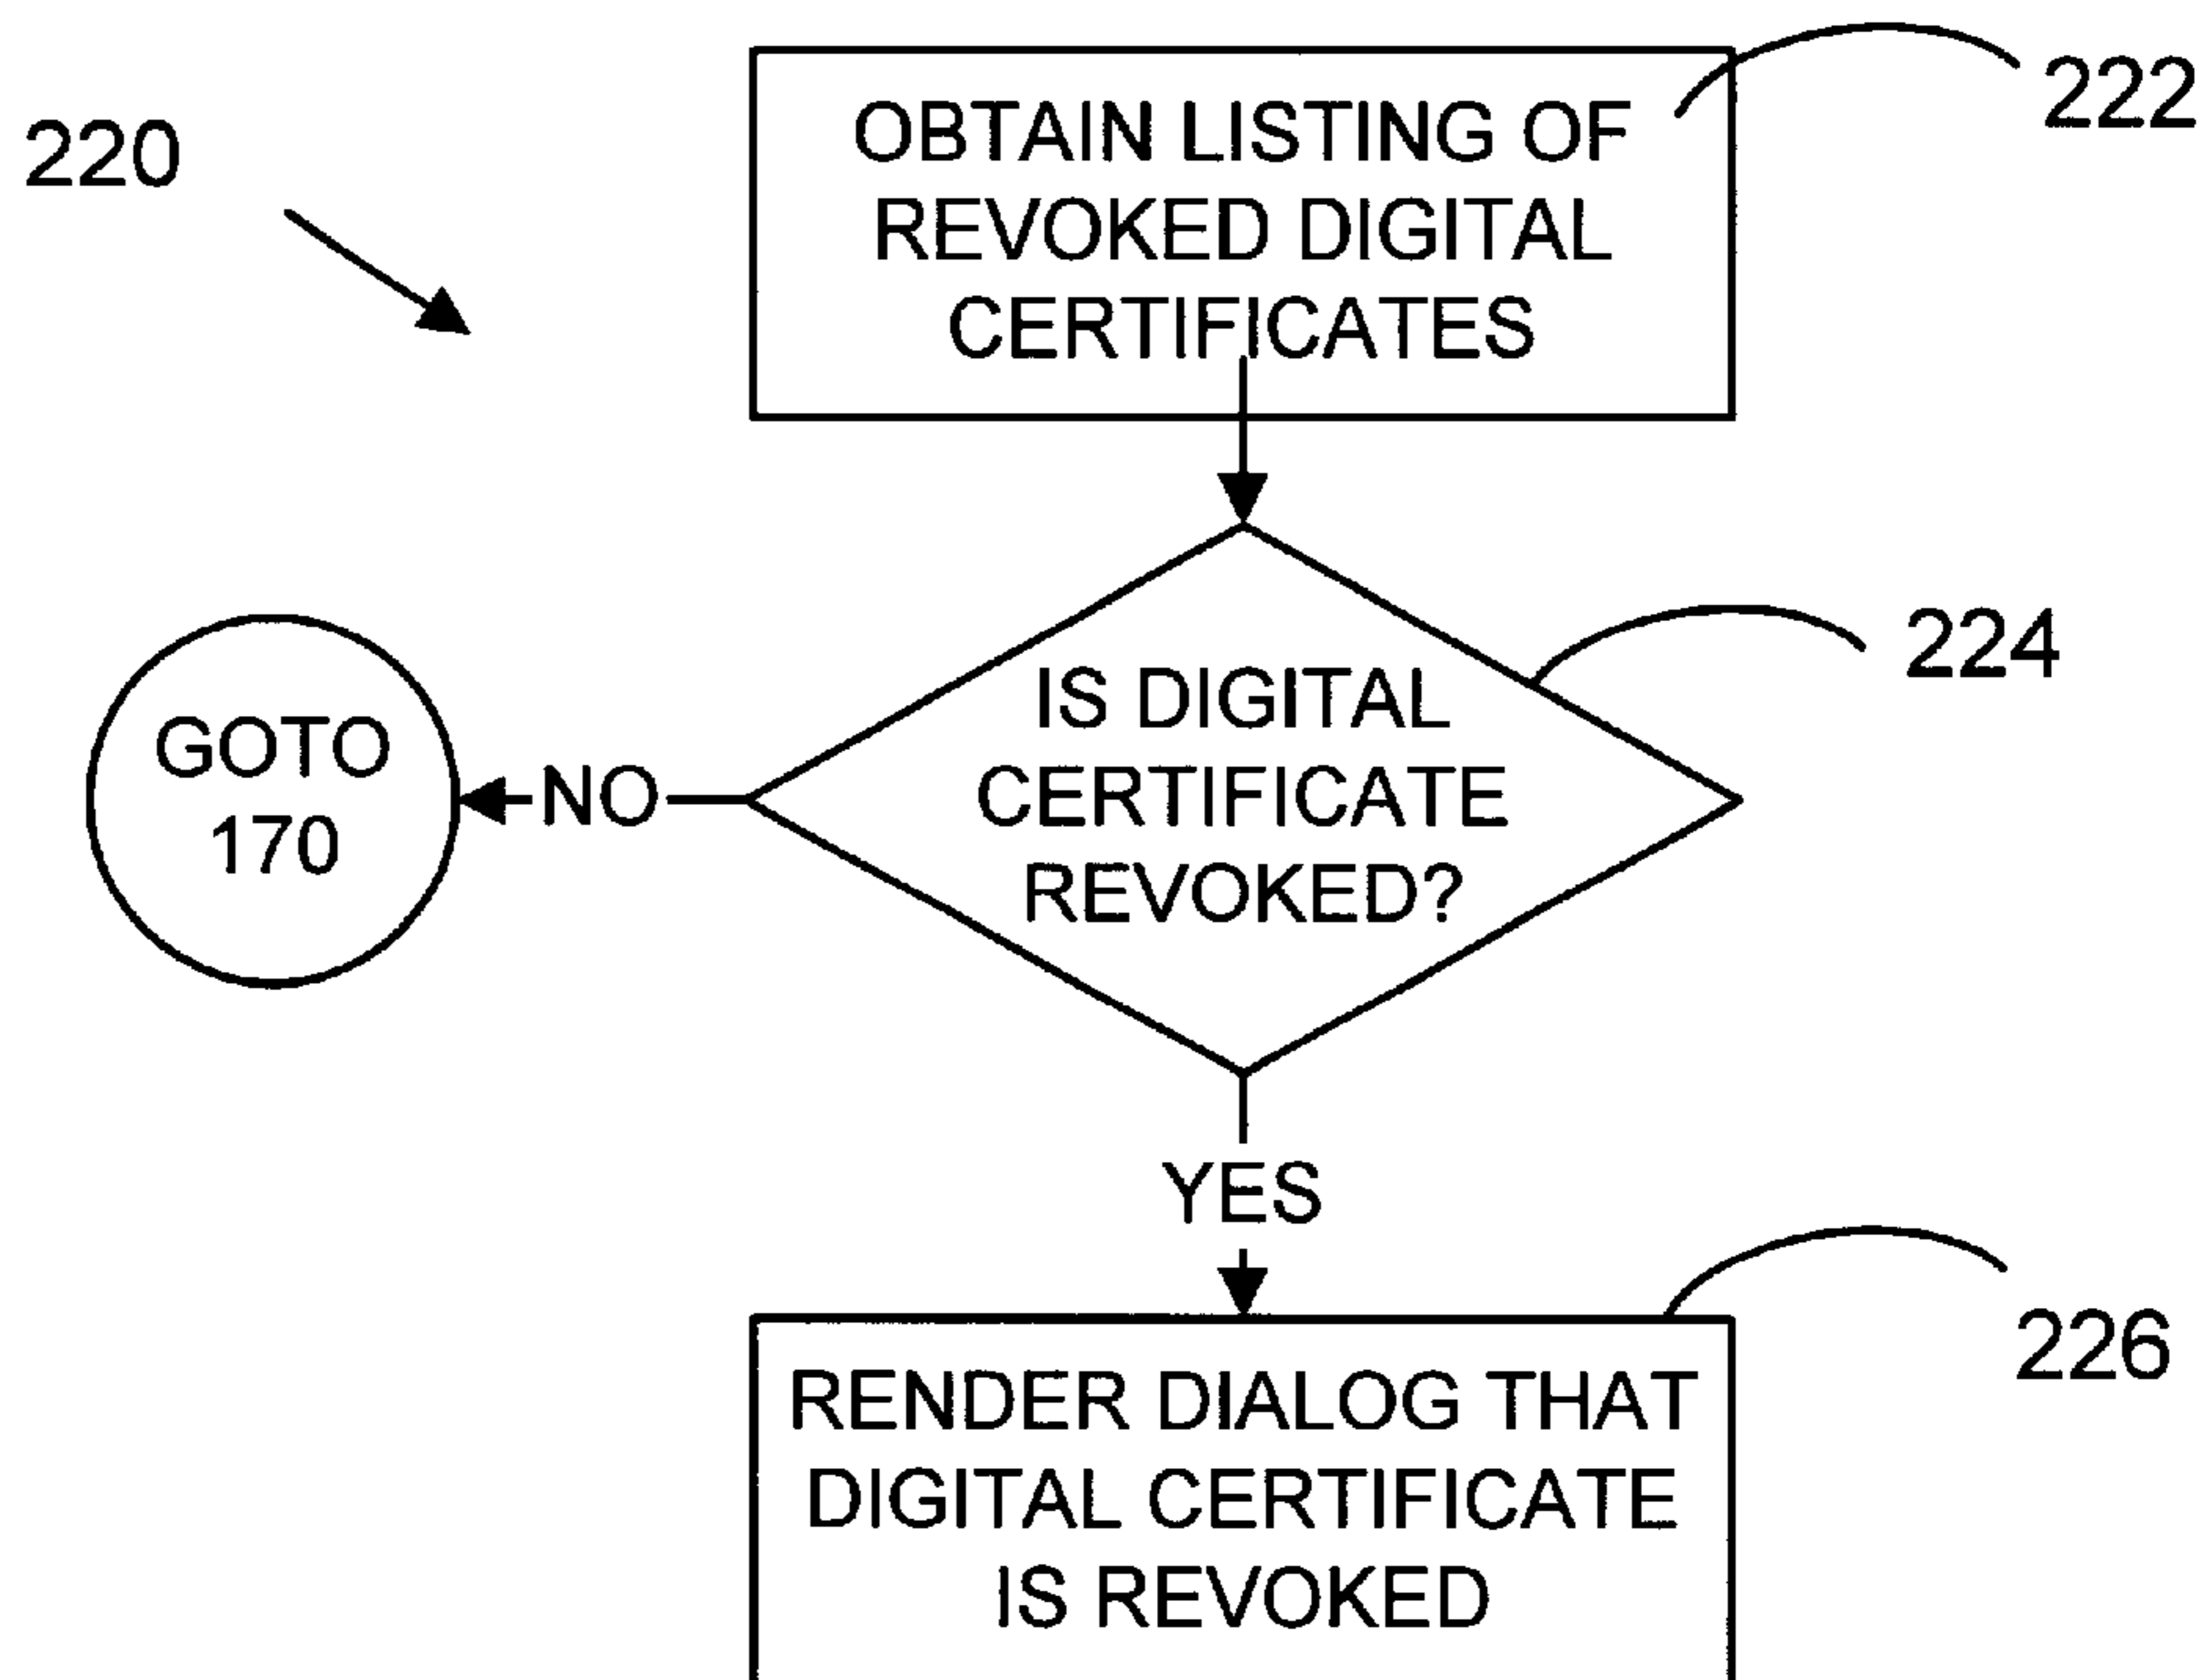 220
OBTAIN LISTING OF
REVOKED DIGITAL
CERTIFICATES
222
IS DIGITAL
CERTIFICATE
REVOKED?
224
NO
GOTO
170
YES
RENDER DIALOG THAT
DIGITAL CERTIFICATE
IS REVOKED
226